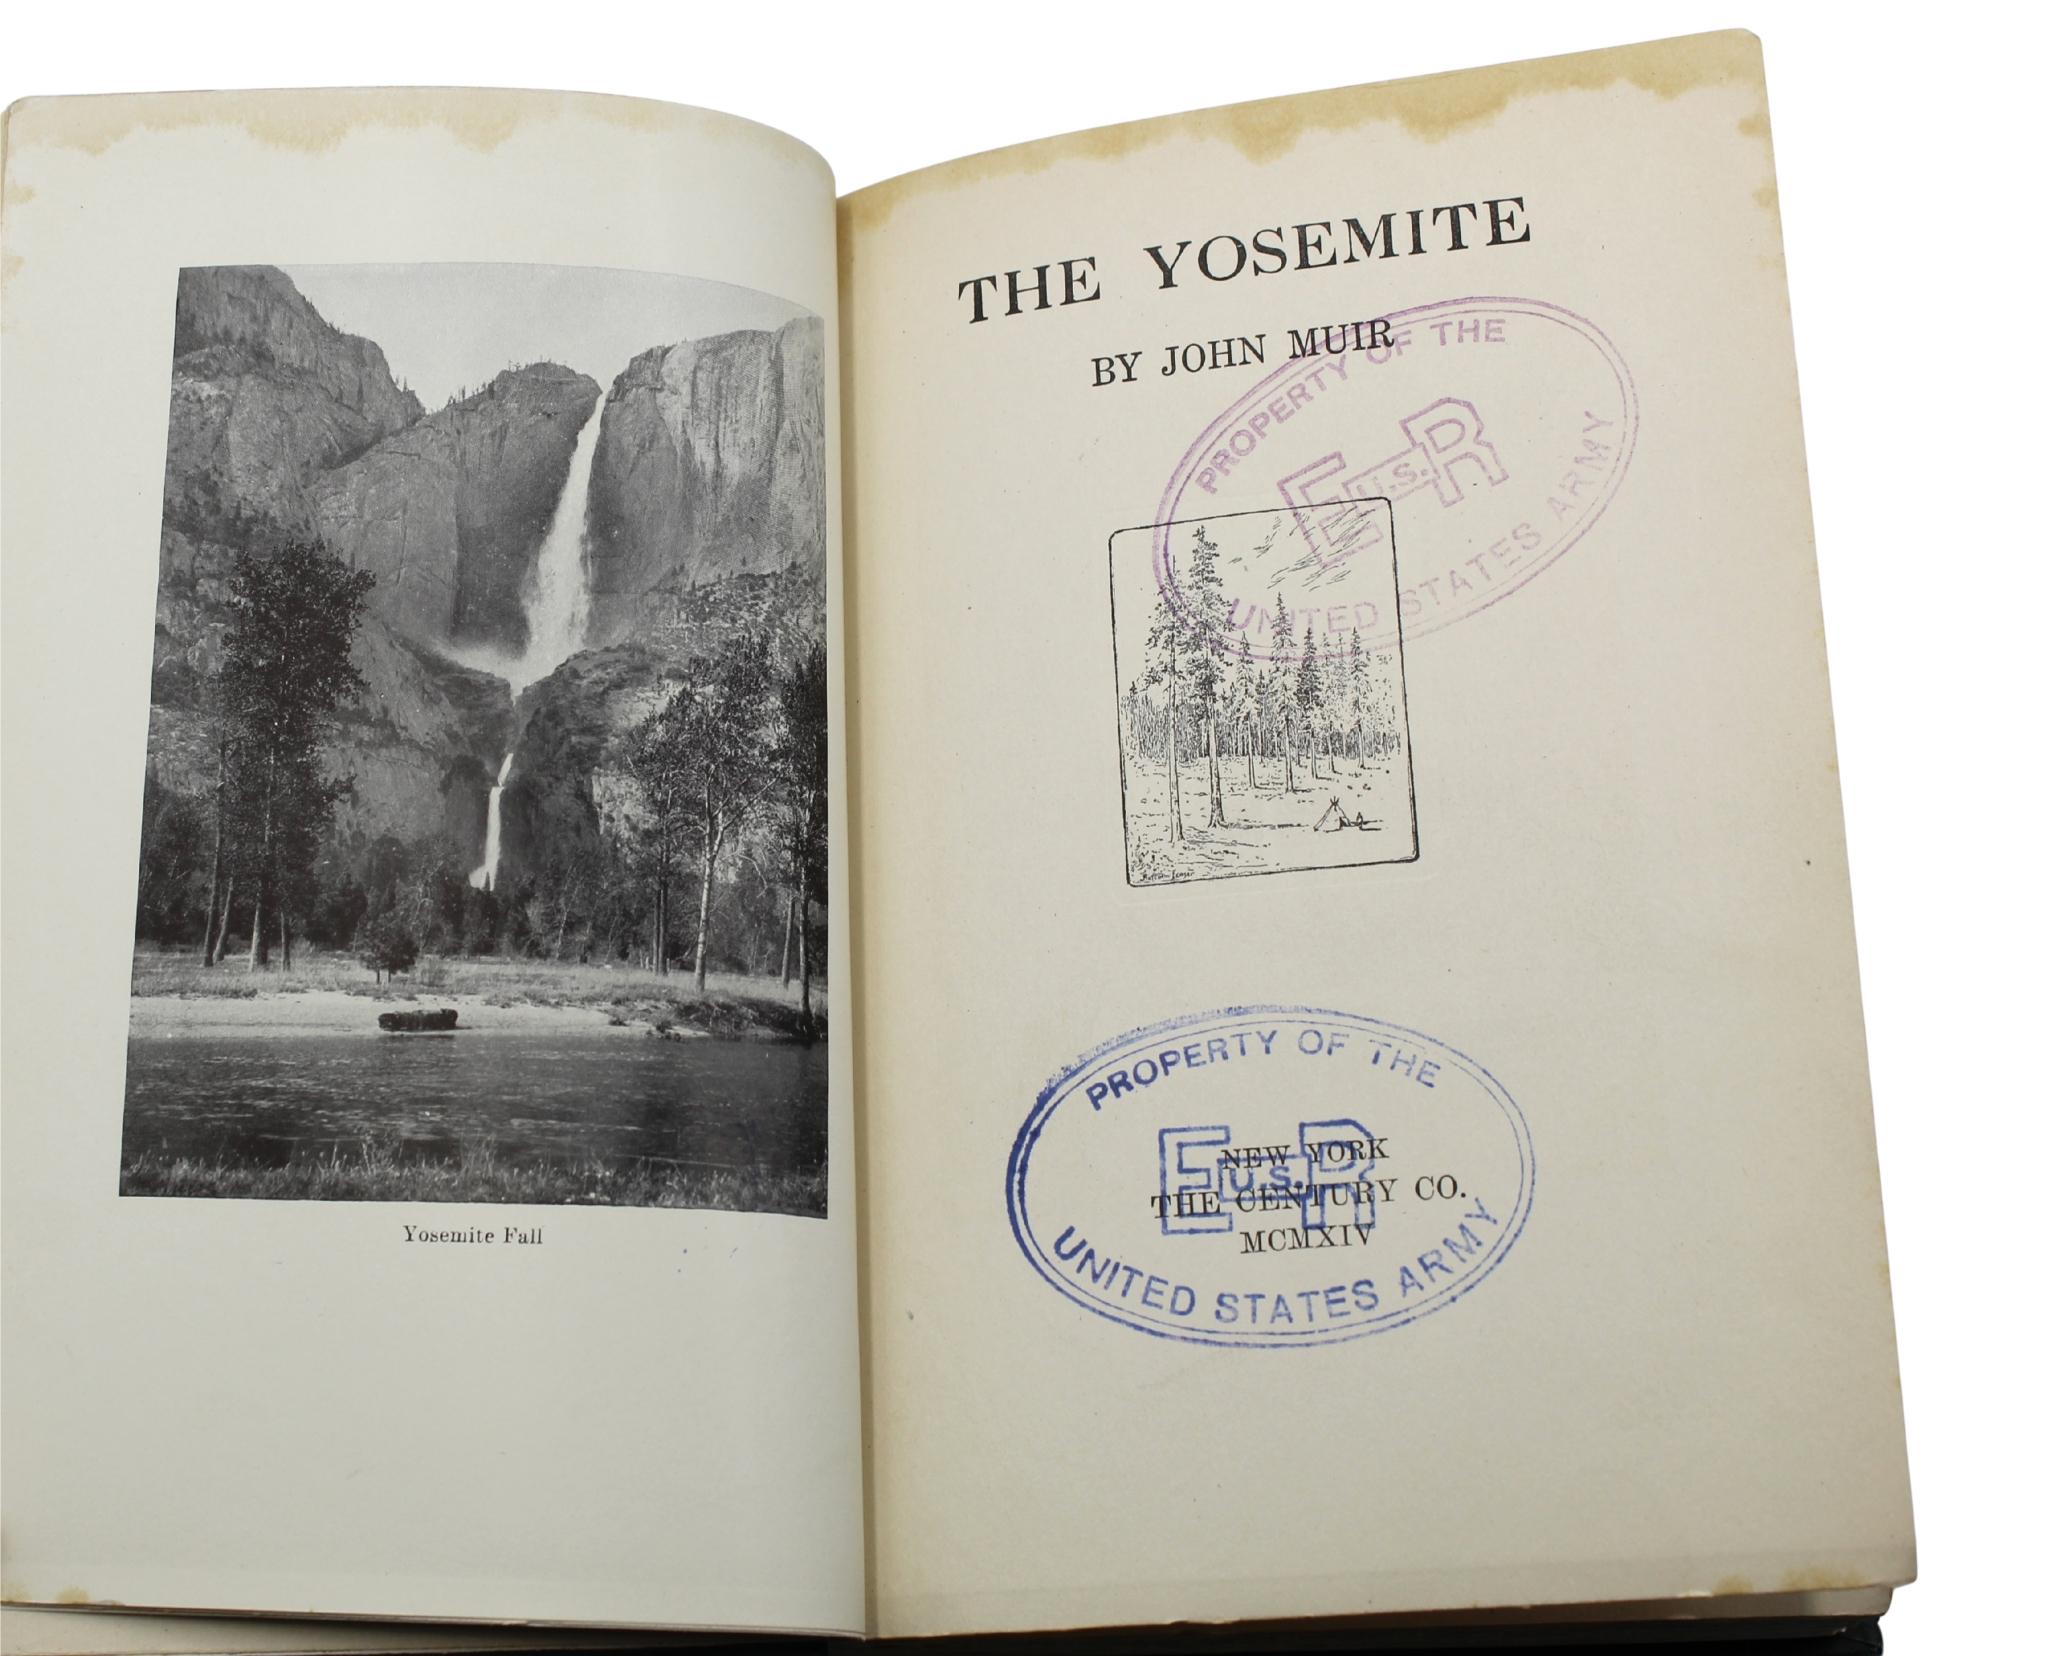 Yosemite Fall
THE YOSEMITE
BY JOHN MUIR
PROPERTY OF THE
E U.S. R
UNITED STATES ARMY
PROPERTY OF THE
E U.S. R
UNITED STATES ARMY
NEW YORK
THE CENTURY CO.
MCMXIV